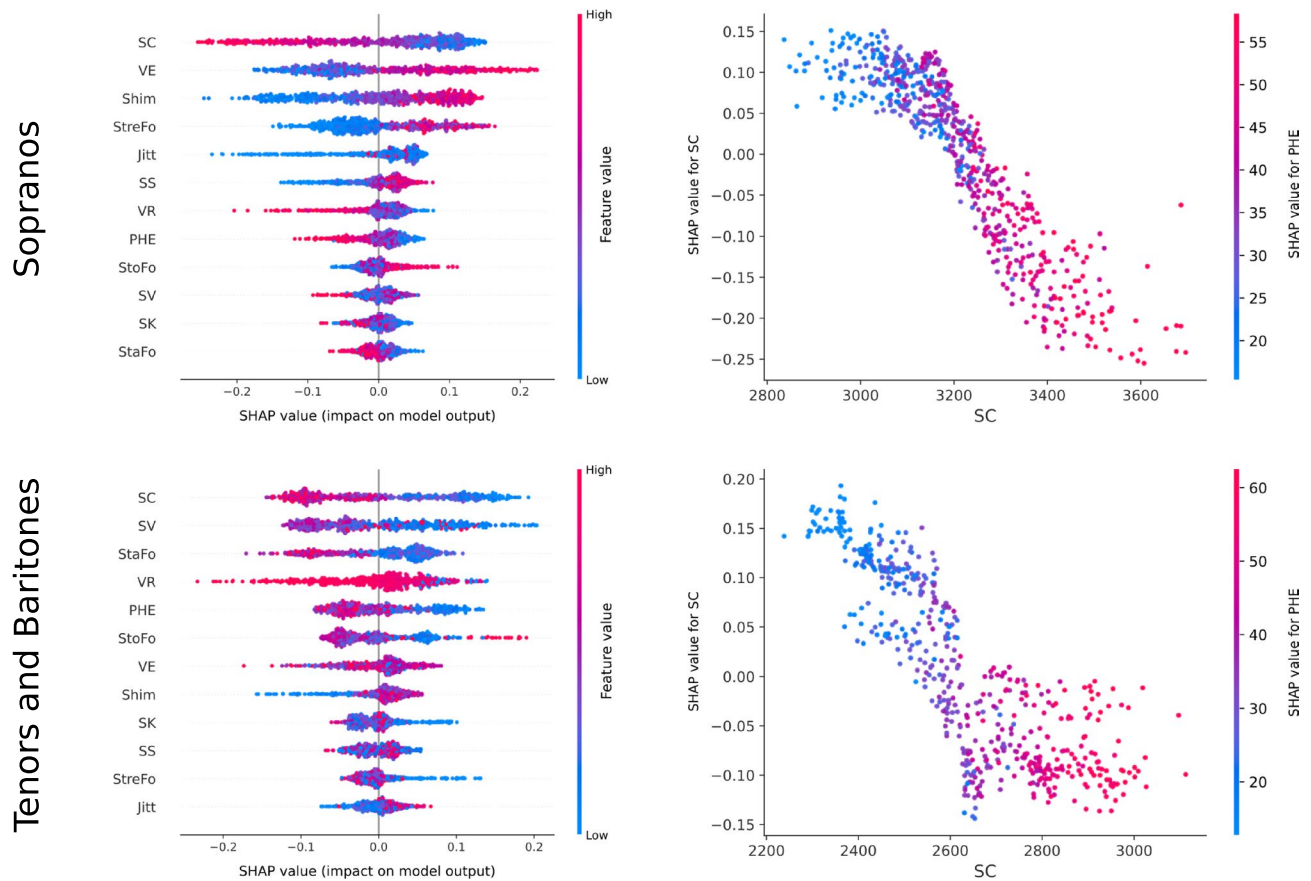 Sopranos
SC
VE
Shim
StreFo
Jitt
SS
VR
PHE
StoFo
SV
SK
StaFo
−0.2 −0.1 0.0 0.1 0.2
SHAP value (impact on model output)
High
Feature value
Low
0.15
0.10
0.05
0.00
−0.05
−0.10
−0.15
−0.20
−0.25
SHAP value for SC
2800 3000 3200 3400 3600
SC
55
50
45
40
35
30
25
20
SHAP value for PHE
Tenors and Baritones
SC
SV
StaFo
VR
PHE
StoFo
VE
Shim
SK
SS
StreFo
Jitt
−0.2 −0.1 0.0 0.1 0.2
SHAP value (impact on model output)
High
Feature value
Low
0.20
0.15
0.10
0.05
0.00
−0.05
−0.10
−0.15
SHAP value for SC
2200 2400 2600 2800 3000
SC
60
50
40
30
20
SHAP value for PHE